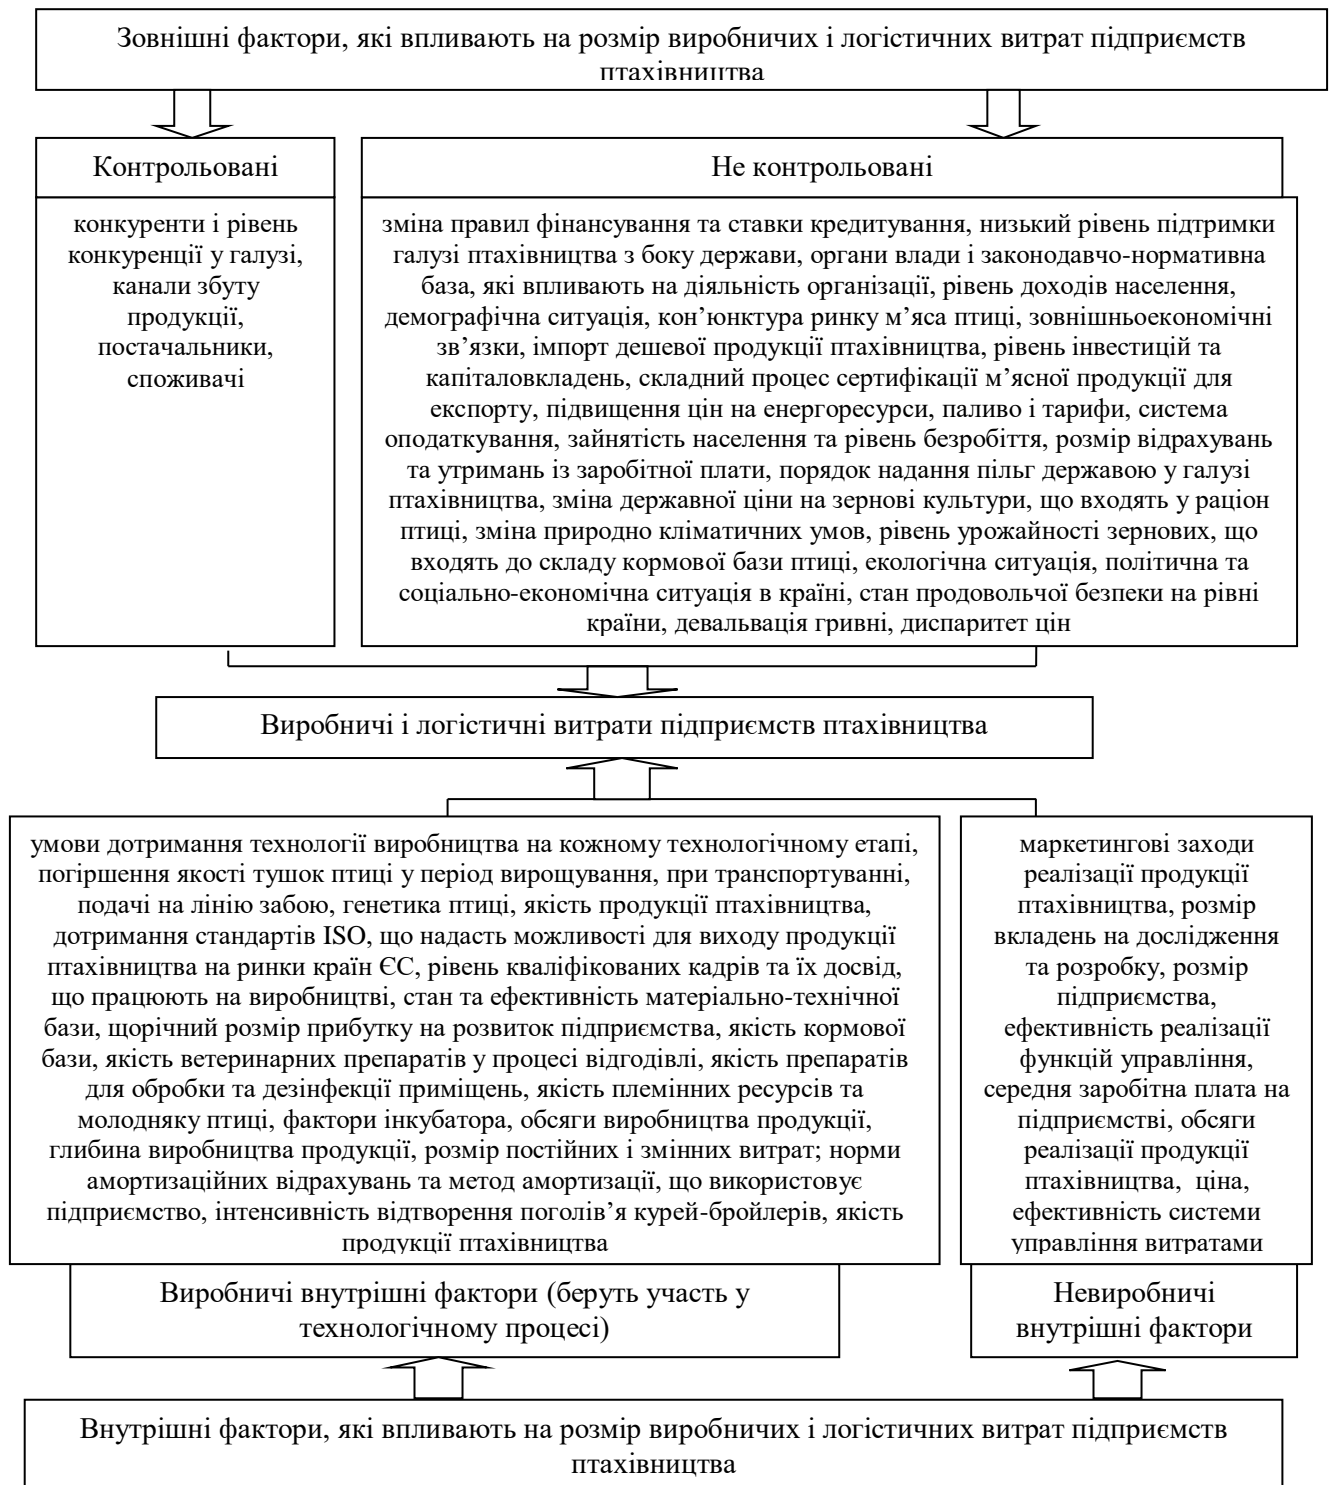 Зовнішні фактори, які впливають на розмір виробничих і логістичних витрат підприємств
птахівництва
Контрольовані
Не контрольовані
конкуренти і рівень
конкуренції у галузі,
канали збуту
продукції,
постачальники,
споживачі
зміна правил фінансування та ставки кредитування, низький рівень підтримки
галузі птахівництва з боку держави, органи влади і законодавчо-нормативна
база, які впливають на діяльність організації, рівень доходів населення,
демографічна ситуація, кон’юнктура ринку м’яса птиці, зовнішньоекономічні
зв’язки, імпорт дешевої продукції птахівництва, рівень інвестицій та
капіталовкладень, складний процес сертифікації м’ясної продукції для
експорту, підвищення цін на енергоресурси, паливо і тарифи, система
оподаткування, зайнятість населення та рівень безробіття, розмір відрахувань
та утримань із заробітної плати, порядок надання пільг державою у галузі
птахівництва, зміна державної ціни на зернові культури, що входять у раціон
птиці, зміна природно кліматичних умов, рівень урожайності зернових, що
входять до складу кормової бази птиці, екологічна ситуація, політична та
соціально-економічна ситуація в країні, стан продовольчої безпеки на рівні
країни, девальвація гривні, диспаритет цін
Виробничі і логістичні витрати підприємств птахівництва
умови дотримання технології виробництва на кожному технологічному етапі,
погіршення якості тушок птиці у період вирощування, при транспортуванні,
подачі на лінію забою, генетика птиці, якість продукції птахівництва,
дотримання стандартів ISO, що надасть можливості для виходу продукції
птахівництва на ринки країн ЄС, рівень кваліфікованих кадрів та їх досвід,
що працюють на виробництві, стан та ефективність матеріально-технічної
бази, щорічний розмір прибутку на розвиток підприємства, якість кормової
бази, якість ветеринарних препаратів у процесі відгодівлі, якість препаратів
для обробки та дезінфекції приміщень, якість племінних ресурсів та
молодняку птиці, фактори інкубатора, обсяги виробництва продукції,
глибина виробництва продукції, розмір постійних і змінних витрат; норми
амортизаційних відрахувань та метод амортизації, що використовує
підприємство, інтенсивність відтворення поголів’я курей-бройлерів, якість
продукції птахівництва
маркетингові заходи
реалізації продукції
птахівництва, розмір
вкладень на дослідження
та розробку, розмір
підприємства,
ефективність реалізації
функцій управління,
середня заробітна плата на
підприємстві, обсяги
реалізації продукції
птахівництва, ціна,
ефективність системи
управління витратами
Виробничі внутрішні фактори (беруть участь у
технологічному процесі)
Невиробничі
внутрішні фактори
Внутрішні фактори, які впливають на розмір виробничих і логістичних витрат підприємств
птахівництва